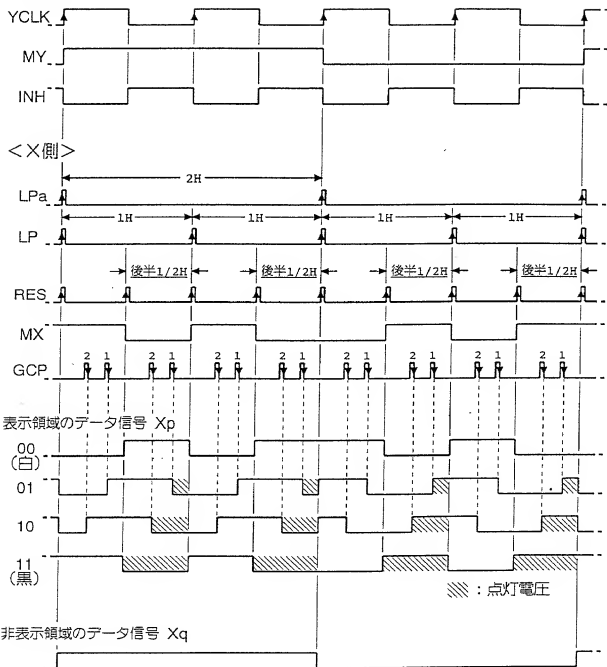 YCLK
MY
INH
＜X側＞
2H
LPa
1H 1H 1H 1H
LP
後半1/2H 後半1/2H 後半1/2H 後半1/2H
RES
MX
2 1 2 1 2 1 2 1 2 1 2 1 2 1 2 1
GCP
表示領域のデータ信号 Xp
00
(白)
01
10
11
(黒)
：点灯電圧
非表示領域のデータ信号 Xq